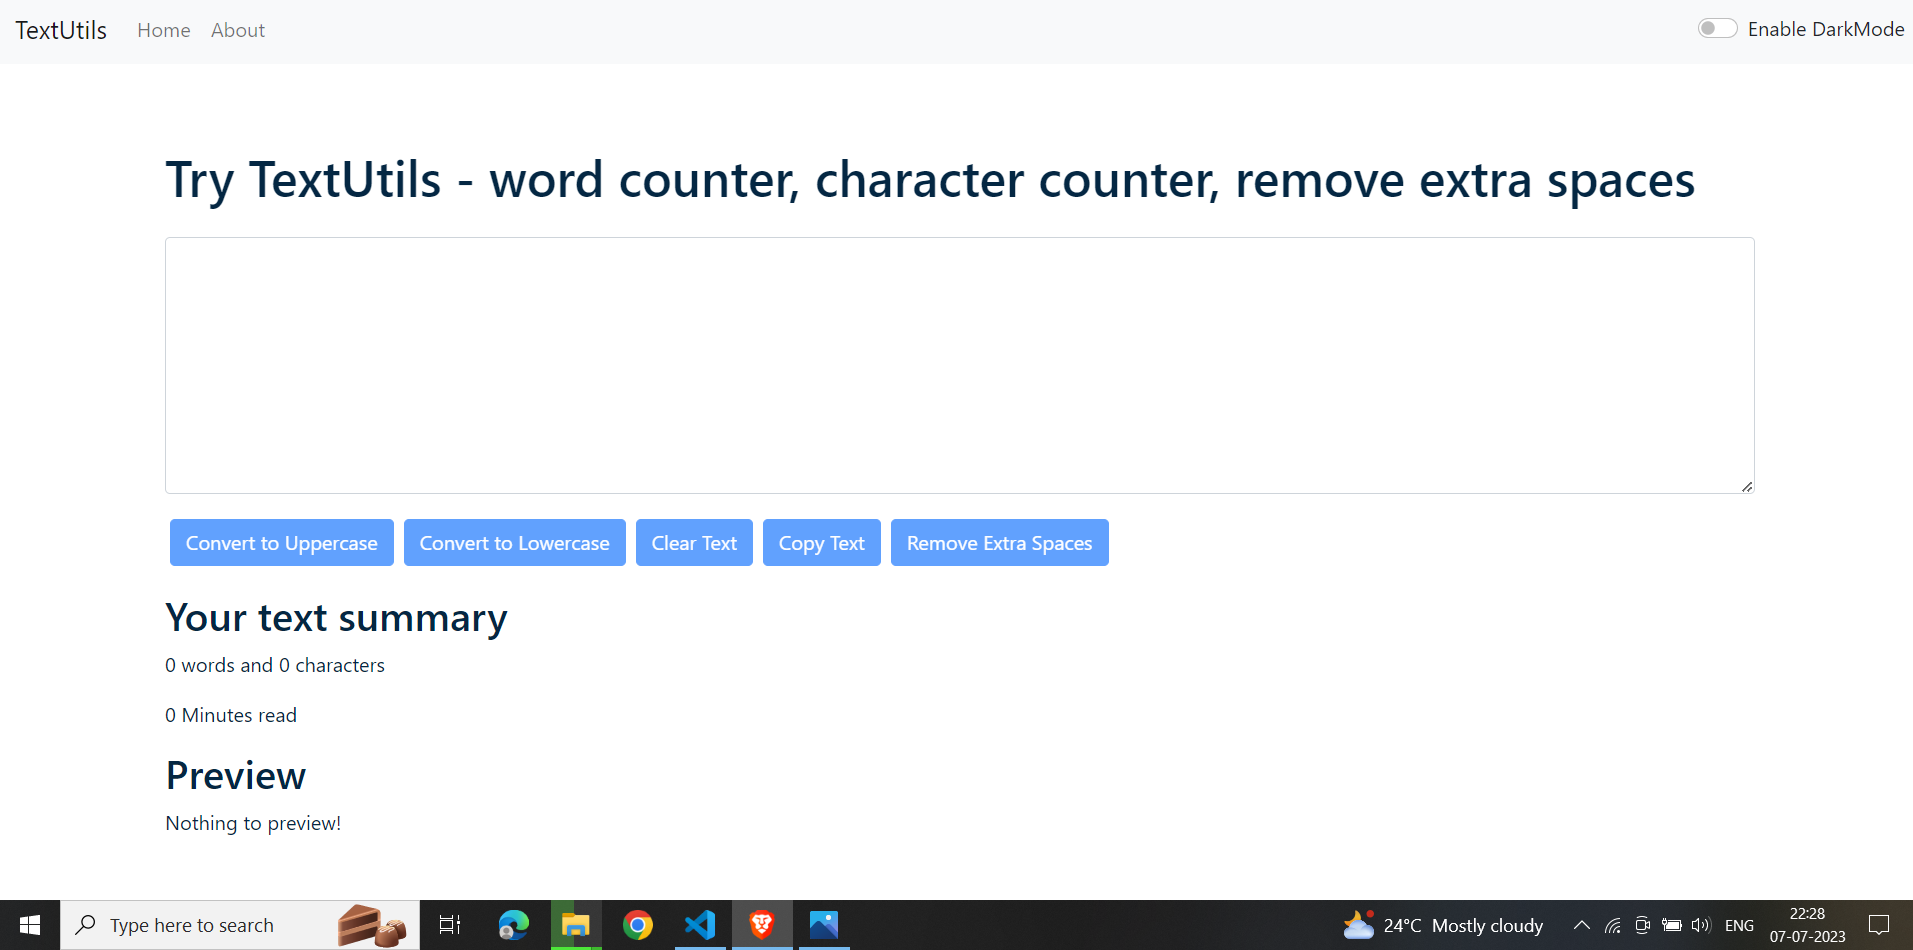 TextUtils Home About Enable DarkMode
Try TextUtils - word counter, character counter, remove extra spaces
Convert to Uppercase Convert to Lowercase Clear Text Copy Text Remove Extra Spaces
Your text summary
0 words and 0 characters
0 Minutes read
Preview
Nothing to preview!
Type here to search 24°C Mostly cloudy ENG 22:28
07-07-2023